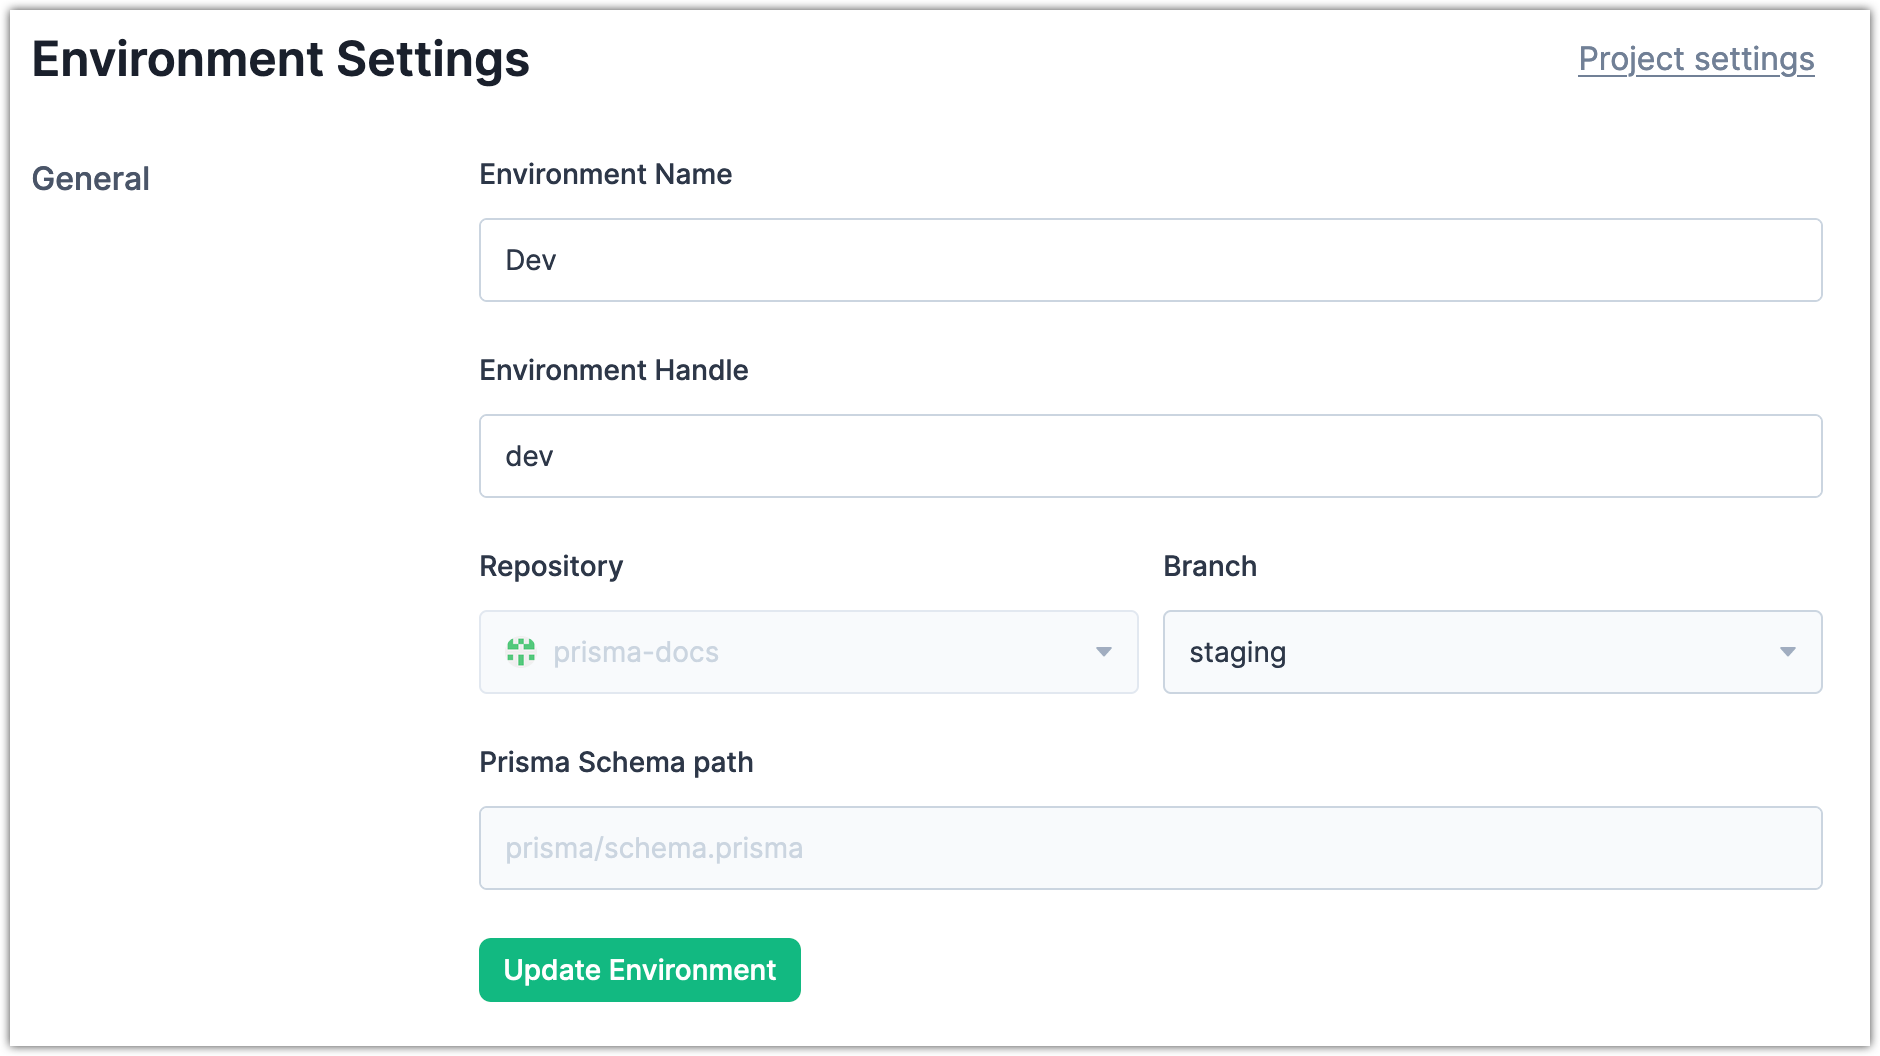 Environment Settings
Project settings
General
Environment Name
Dev
Environment Handle
dev
Repository
Branch
prisma-docs
staging
Prisma Schema path
prisma/schema.prisma
Update Environment